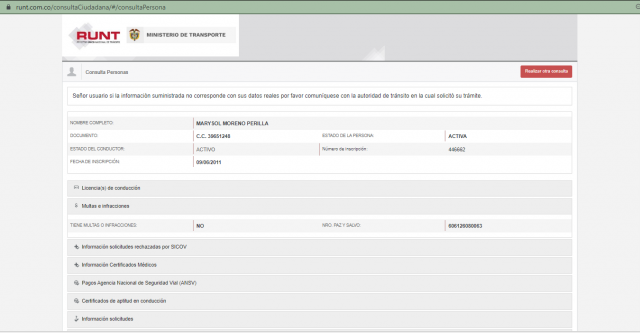 runt.com.co/consultaCiudadana/#/consultaPersona
RUNT
MINISTERIO DE TRANSPORTE
Consulta Personas
Realizar otra consulta
Señor usuario si la información suministrada no corresponde con sus datos reales por favor comuníquese con la autoridad de tránsito en la cual solicitó su trámite.
NOMBRE COMPLETO: MARYSOL MORENO PERILLA
DOCUMENTO: C.C. 39651248 ESTADO DE LA PERSONA: ACTIVA
ESTADO DEL CONDUCTOR: ACTIVO Número de inscripción: 446662
FECHA DE INSCRIPCIÓN: 09/06/2011
Licencia(s) de conducción
Multas e infracciones
TIENE MULTAS O INFRACCIONES: NO NRO. PAZ Y SALVO: 606126080063
Información solicitudes rechazadas por SICOV
Información Certificados Médicos
Pagos Agencia Nacional de Seguridad Vial (ANSV)
Certificados de aptitud en conducción
Información solicitudes